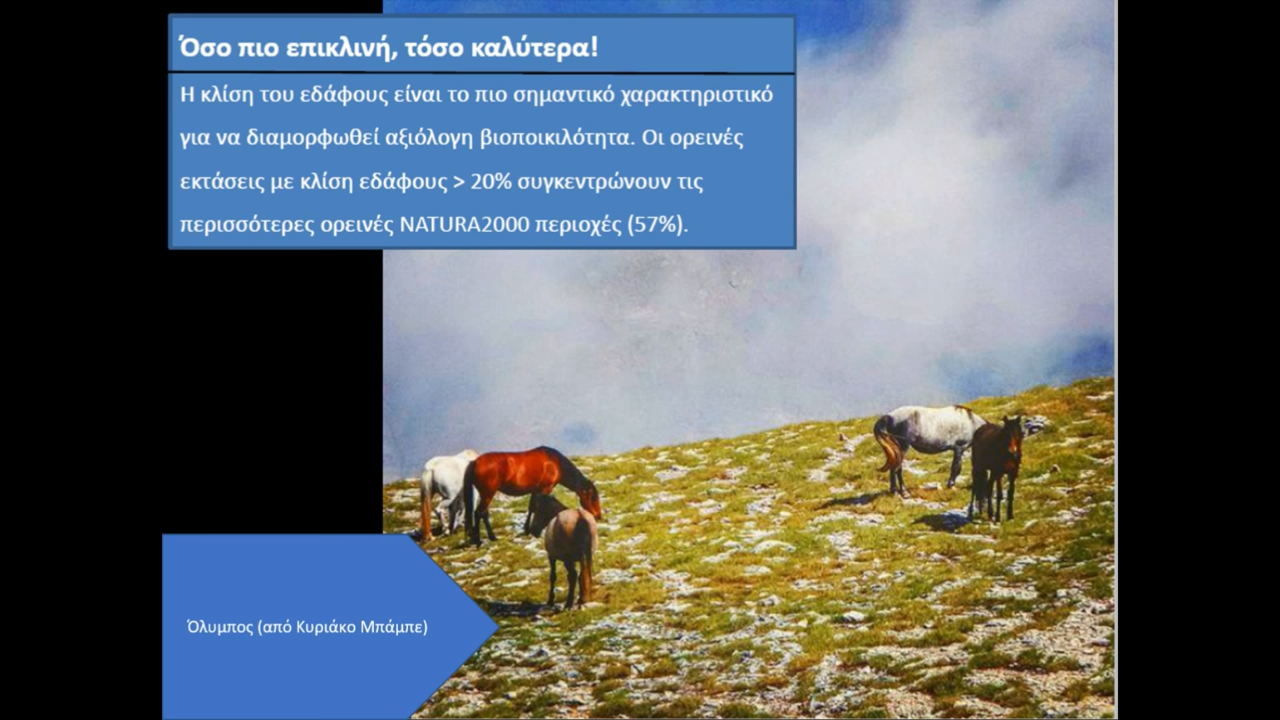 Όσο πιο επικλινή, τόσο καλύτερα!
Η κλίση του εδάφους είναι το πιο σημαντικό χαρακτηριστικό
για να διαμορφωθεί αξιόλογη βιοποικιλότητα. Οι ορεινές
εκτάσεις με κλίση εδάφους > 20% συγκεντρώνουν τις
περισσότερες ορεινές NATURA2000 περιοχές (57%).
Όλυμπος (από Κυριάκο Μπάμπε)